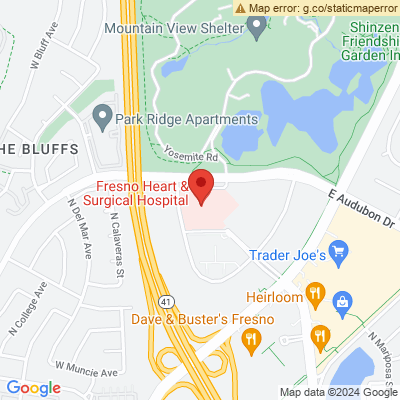 Map error: g.co/staticmaperror
Shinzen
Friendship
Garden In
Mountain View Shelter
W Bluff Ave
Park Ridge Apartments
HE BLUFFS
Yosemite Rd
Fresno Heart &
Surgical Hospital
E Audubon Dr
N Del Mar Ave
N Calaveras St
Trader Joe's
N College Ave
41
Heirloom
Dave & Buster's Fresno
W Muncie Ave
N Mariposa S
Google
Map data ©2024 Google